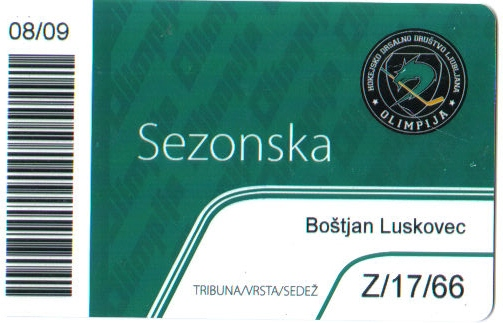 08/09
HOKEJSKO DRSALNO DRUŠTVO LJUBLJANA
OLIMPIJA
Sezonska
Boštjan Luskovec
TRIBUNA/VRSTA/SEDEŽ
Z/17/66